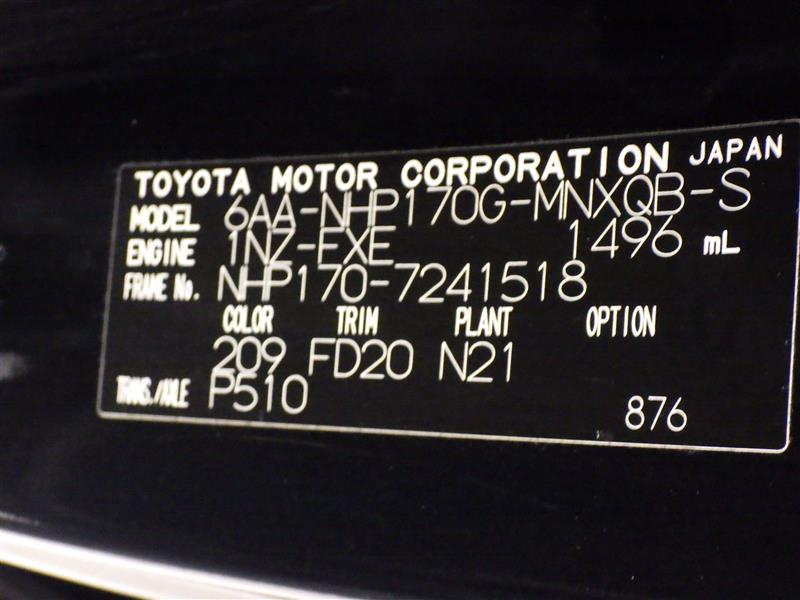 TOYOTA MOTOR CORPORATION JAPAN
MODEL 6AA-NHP170G-MNXQB-S
ENGINE 1NZ-FXE 1496 mL
FRAME No. NHP170-7241518
COLOR TRIM PLANT OPTION
209 FD20 N21
TRANS./AXLE P510
876